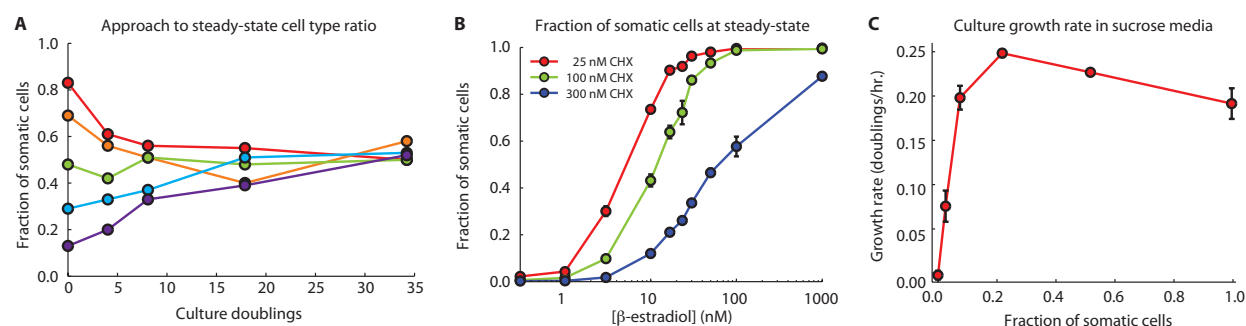 A
Approach to steady-state cell type ratio
Fraction of somatic cells
1.0
0.8
0.6
0.4
0.2
0.0
0 5 10 15 20 25 30 35
Culture doublings
B
Fraction of somatic cells at steady-state
Fraction of somatic cells
1.0
0.8
0.6
0.4
0.2
0.0
25 nM CHX
100 nM CHX
300 nM CHX
1 10 100 1000
[β-estradiol] (nM)
C
Culture growth rate in sucrose media
Growth rate (doublings/hr.)
0.25
0.20
0.10
0.05
0.00
0.0 0.2 0.4 0.6 0.8 1.0
Fraction of somatic cells